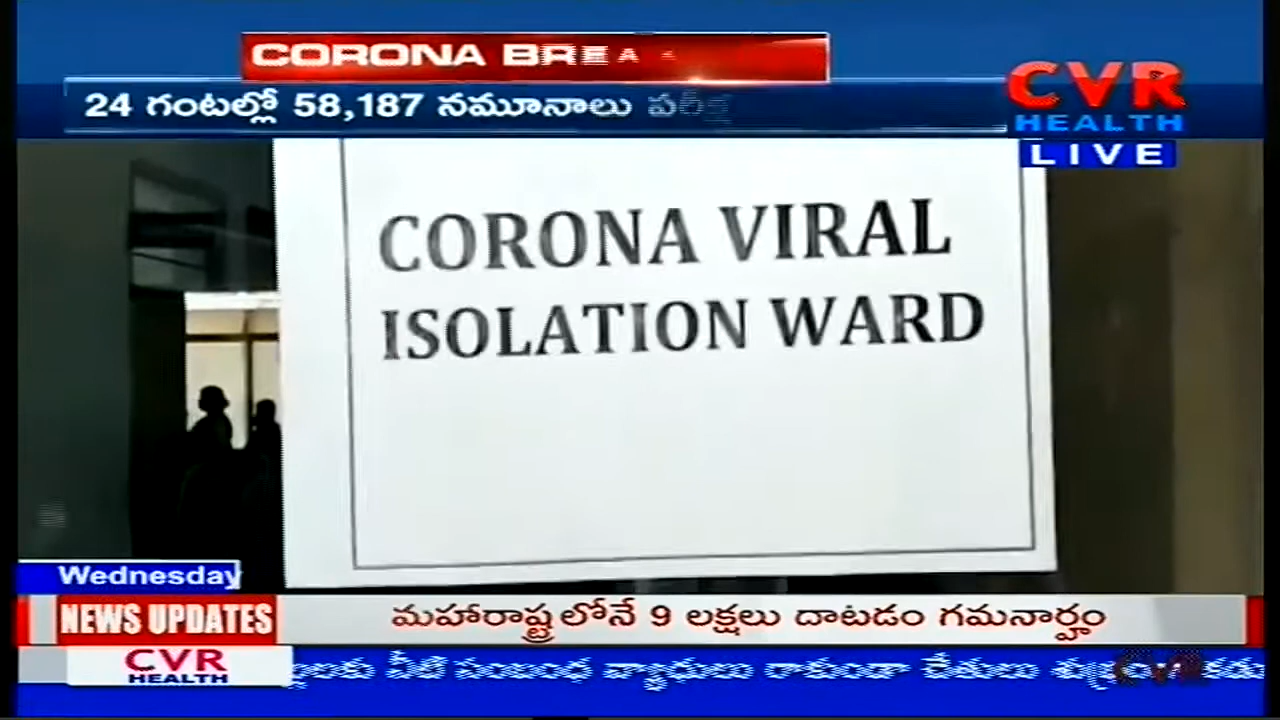 CORONA
24 గంటల్లో 58,187 నమూనాలు
CVR
HEALTH
LIVE
CORONA VIRAL
ISOLATION WARD
Wednesday
NEWS UPDATES
మహారాష్ట్రలోనే 9 లక్షలు దాటడం గమనార్హం
CVR
HEALTH
నీటి సంబంధ వ్యాధులు రాకుండా చేతులు